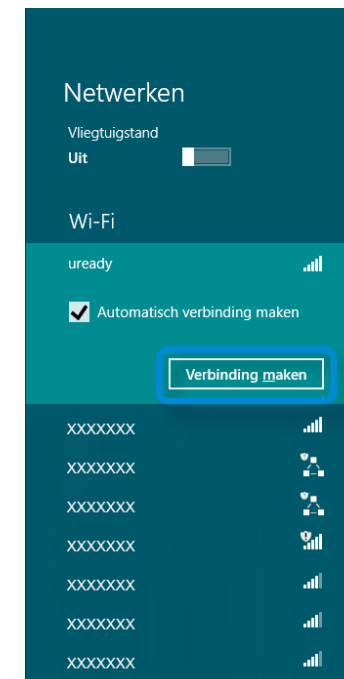 Netwerken
Vliegtuigstand
Uit
Wi-Fi
uready
Automatisch verbinding maken
Verbinding maken
xxxxxxx
xxxxxxx
xxxxxxx
xxxxxxx
xxxxxxx
xxxxxxx
xxxxxxx